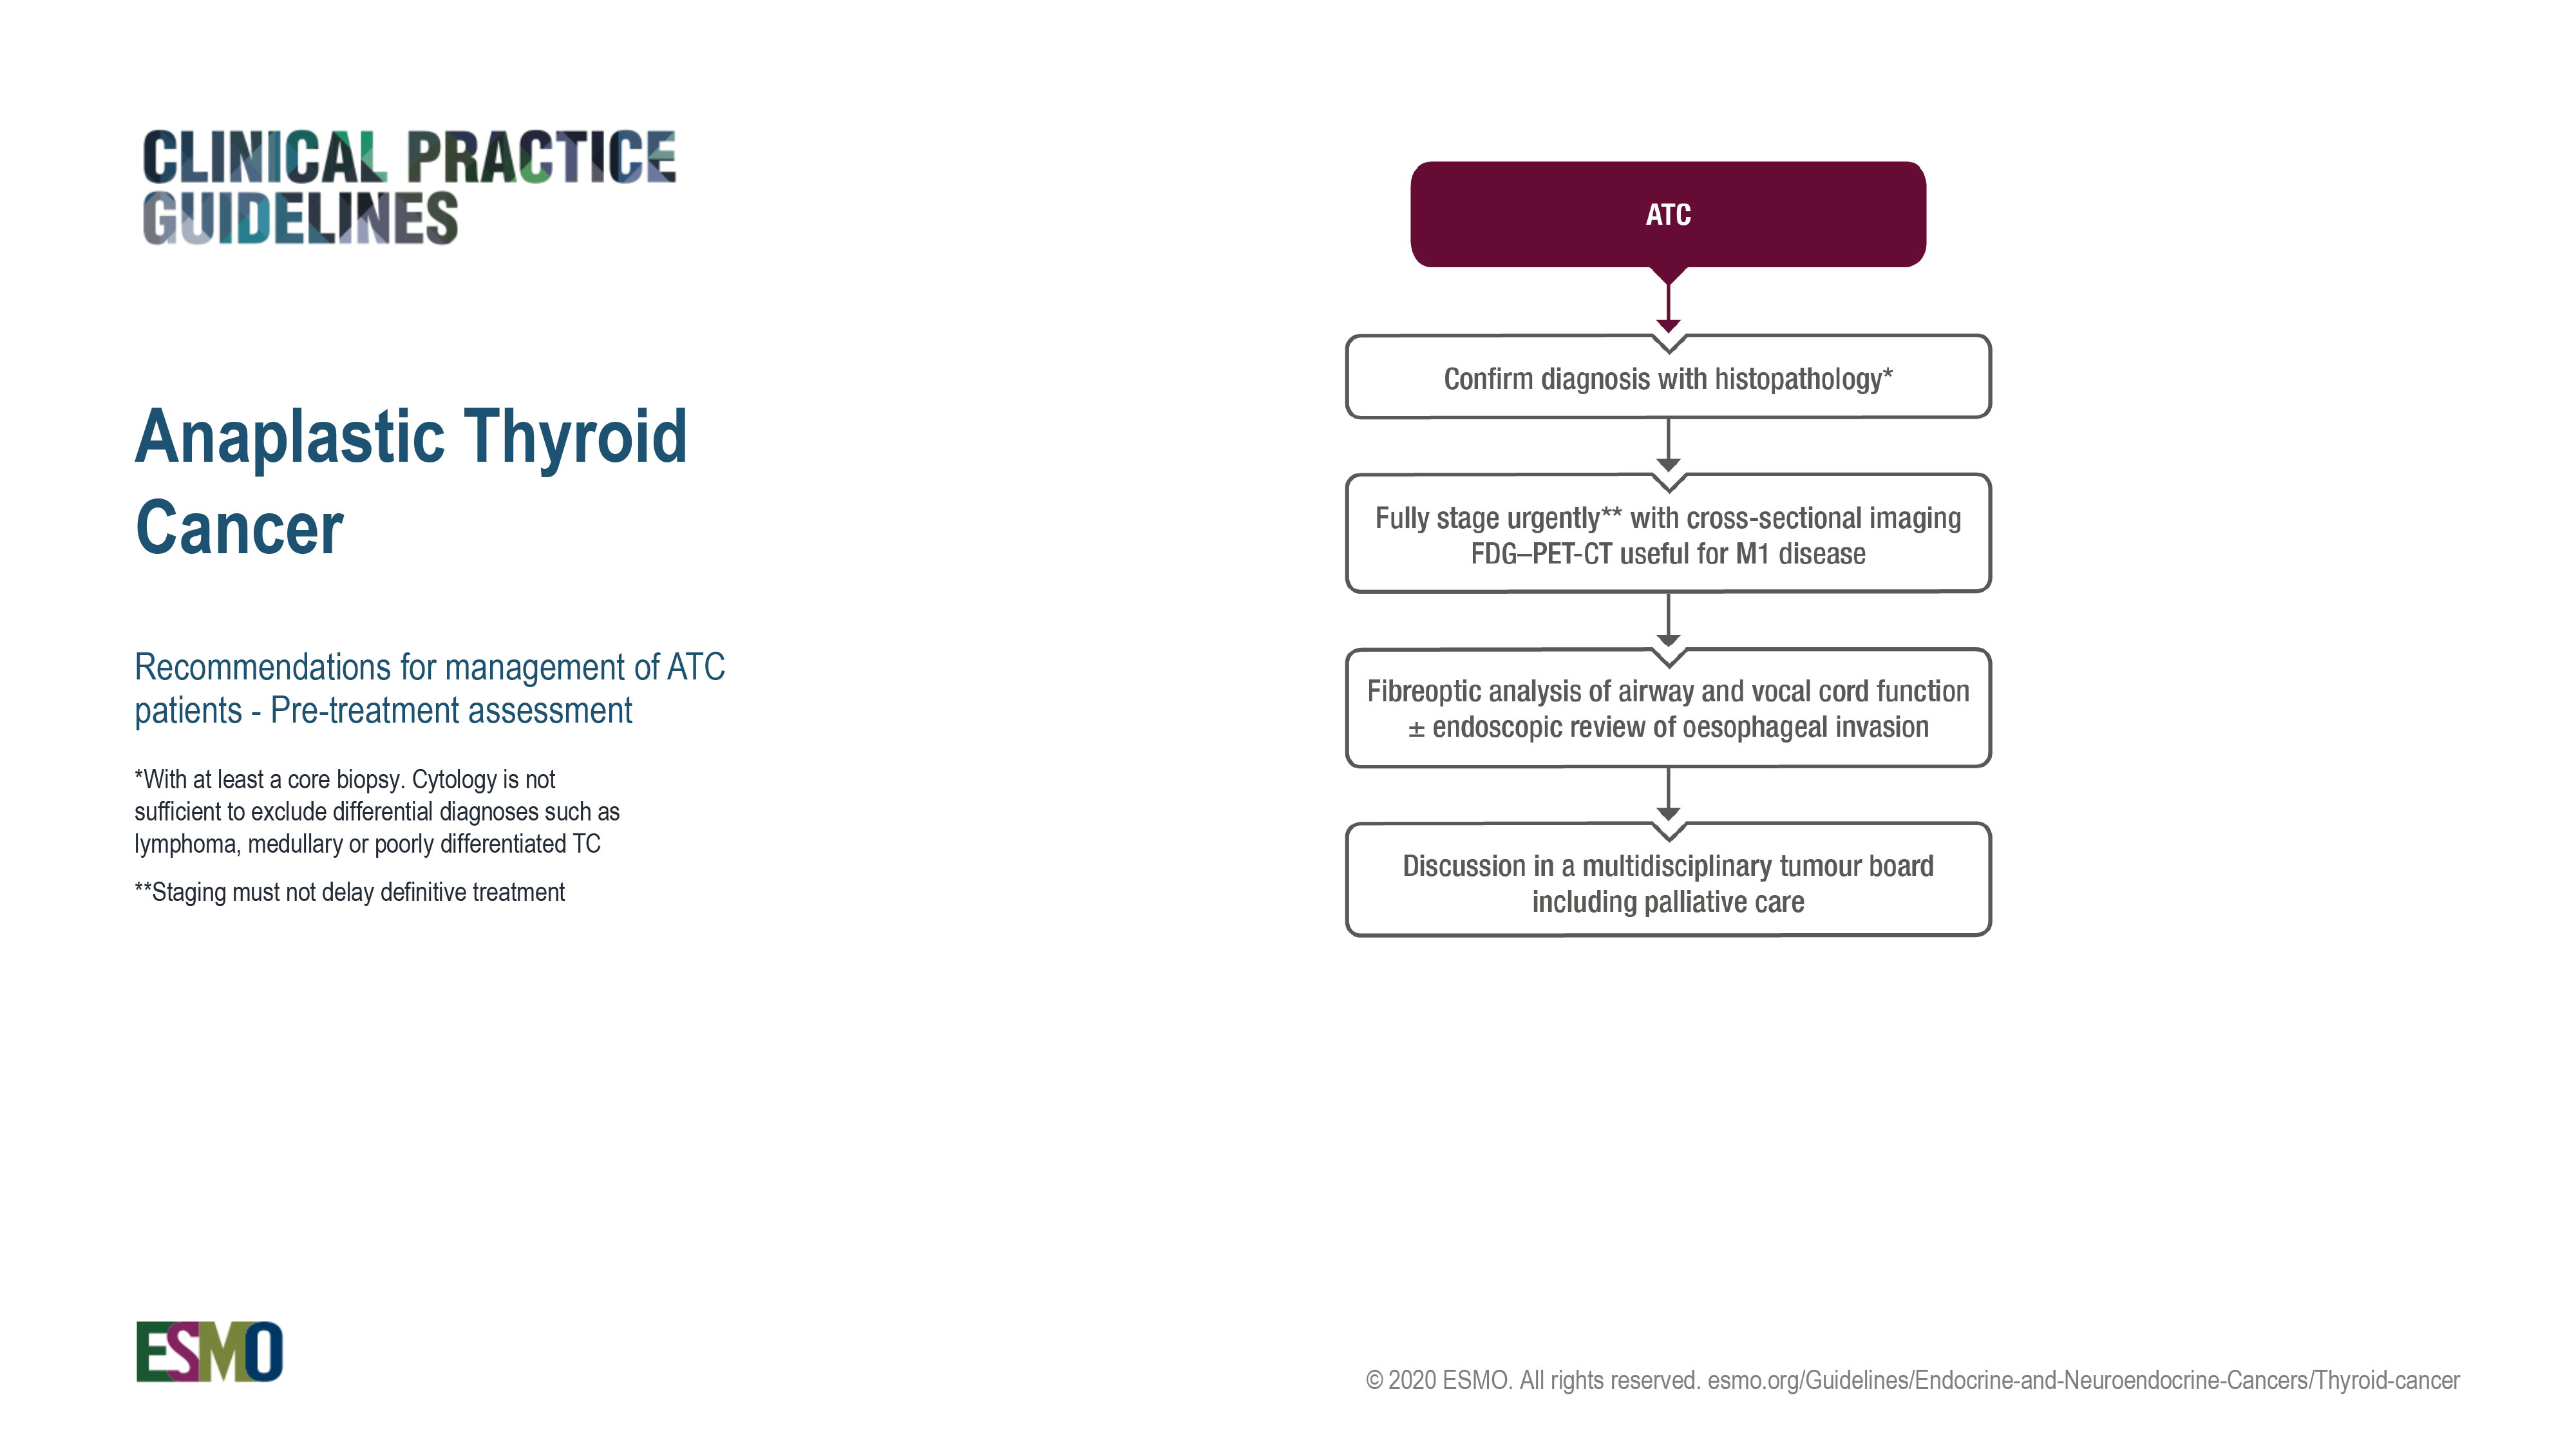 CLINICAL PRACTICE
GUIDELINES
Anaplastic Thyroid
Cancer
Recommendations for management of ATC
patients - Pre-treatment assessment
*With at least a core biopsy. Cytology is not
sufficient to exclude differential diagnoses such as
lymphoma, medullary or poorly differentiated TC
**Staging must not delay definitive treatment
ATC
Confirm diagnosis with histopathology*
Fully stage urgently** with cross-sectional imaging
FDG–PET-CT useful for M1 disease
Fibreoptic analysis of airway and vocal cord function
± endoscopic review of oesophageal invasion
Discussion in a multidisciplinary tumour board
including palliative care
ESMO
© 2020 ESMO. All rights reserved. esmo.org/Guidelines/Endocrine-and-Neuroendocrine-Cancers/Thyroid-cancer